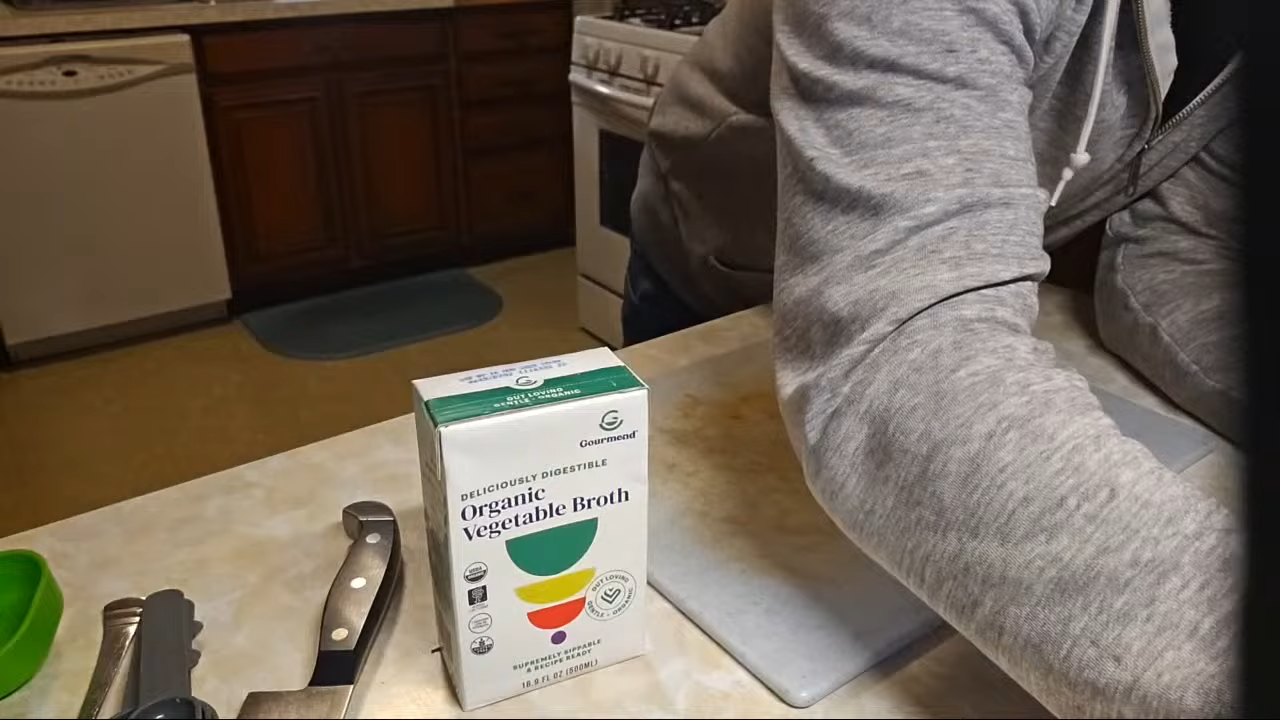 GUT LOVING
GENTLE • ORGANIC
Gourmend
DELICIOUSLY DIGESTIBLE
Organic
Vegetable Broth
GUT LOVING
GENTLE • ORGANIC
SUPREMELY SIPPABLE
& RECIPE READY
16.9 FL OZ (500ML)